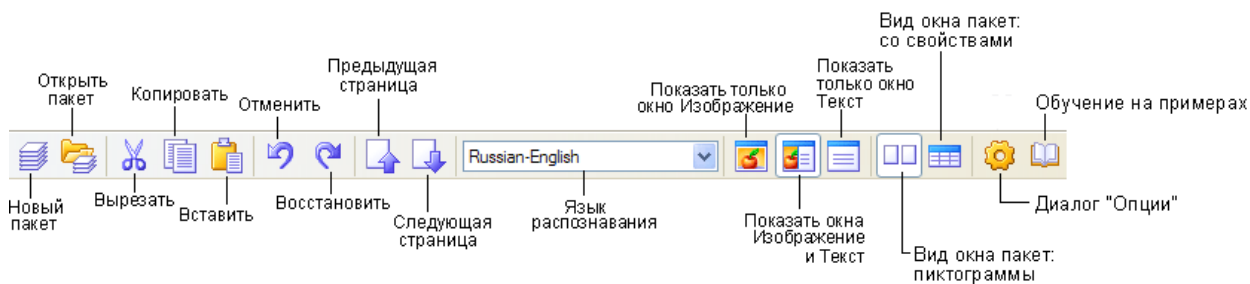 Вид окна пакет:
со свойствами
Открыть
пакет
Копировать
Отменить
Предыдущая
страница
Показать только
окно Изображение
Показать
только окно
Текст
Обучение на примерах
Russian-English
Новый
пакет
Вырезать
Вставить
Восстановить
Следующая
страница
Язык
распознавания
Показать окна
Изображение
и Текст
Диалог "Опции"
Вид окна пакет:
пиктограммы